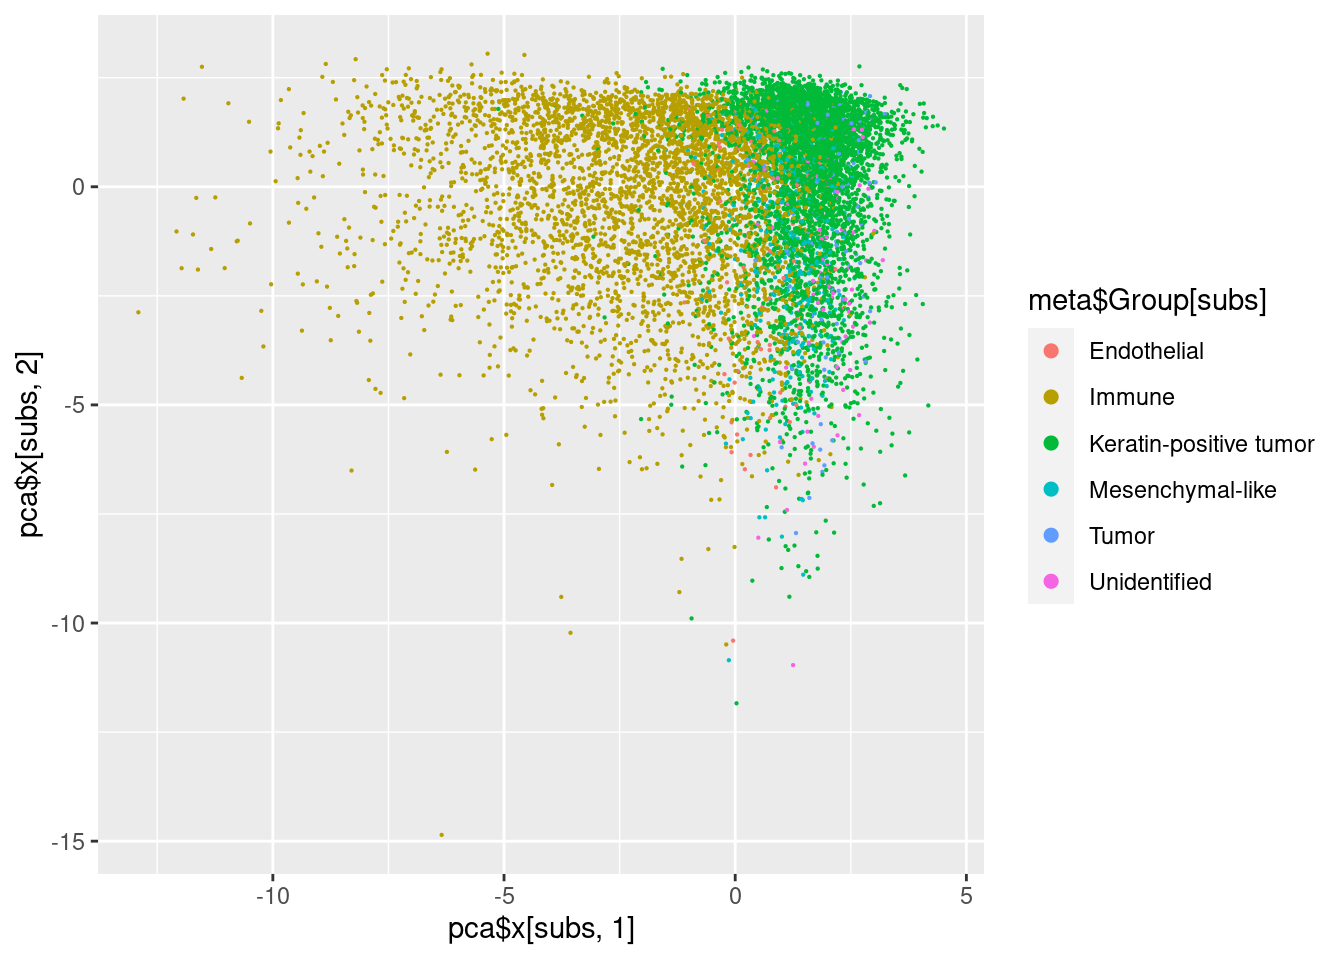 0
-5
-10
-15
pca$x[subs, 2]
-10
-5
0
5
pca$x[subs, 1]
meta$Group[subs]
Endothelial
Immune
Keratin-positive tumor
Mesenchymal-like
Tumor
Unidentified